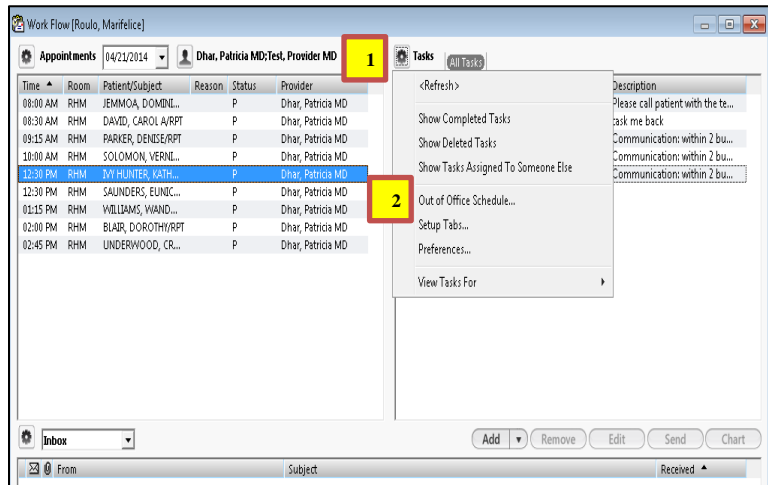 Work Flow [Roulo, Marifelice]
Appointments 04/21/2014 Dhar, Patricia MD;Test, Provider MD 1 Tasks All Tasks
Time Room Patient/Subject Reason Status Provider
08:00 AM RHM JEMMOA, DOMINI... P Dhar, Patricia MD
08:30 AM RHM DAVID, CAROL A/RPT P Dhar, Patricia MD
09:15 AM RHM PARKER, DENISE/RPT P Dhar, Patricia MD
10:00 AM RHM SOLOMON, VERNI... P Dhar, Patricia MD
12:30 PM RHM IVY HUNTER, KATH... P Dhar, Patricia MD
12:30 PM RHM SAUNDERS, EUNIC... P Dhar, Patricia MD
01:15 PM RHM WILLIAMS, WAND... P Dhar, Patricia MD
02:00 PM RHM BLAIR, DOROTHY/RPT P Dhar, Patricia MD
02:45 PM RHM UNDERWOOD, CR... P Dhar, Patricia MD
<Refresh>
Show Completed Tasks
Show Deleted Tasks
Show Tasks Assigned To Someone Else
2 Out of Office Schedule...
Setup Tabs...
Preferences...
View Tasks For
Description
Please call patient with the te...
task me back
Communication: within 2 bu...
Communication: within 2 bu...
Communication: within 2 bu...
Inbox Add Remove Edit Send Chart
From Subject Received